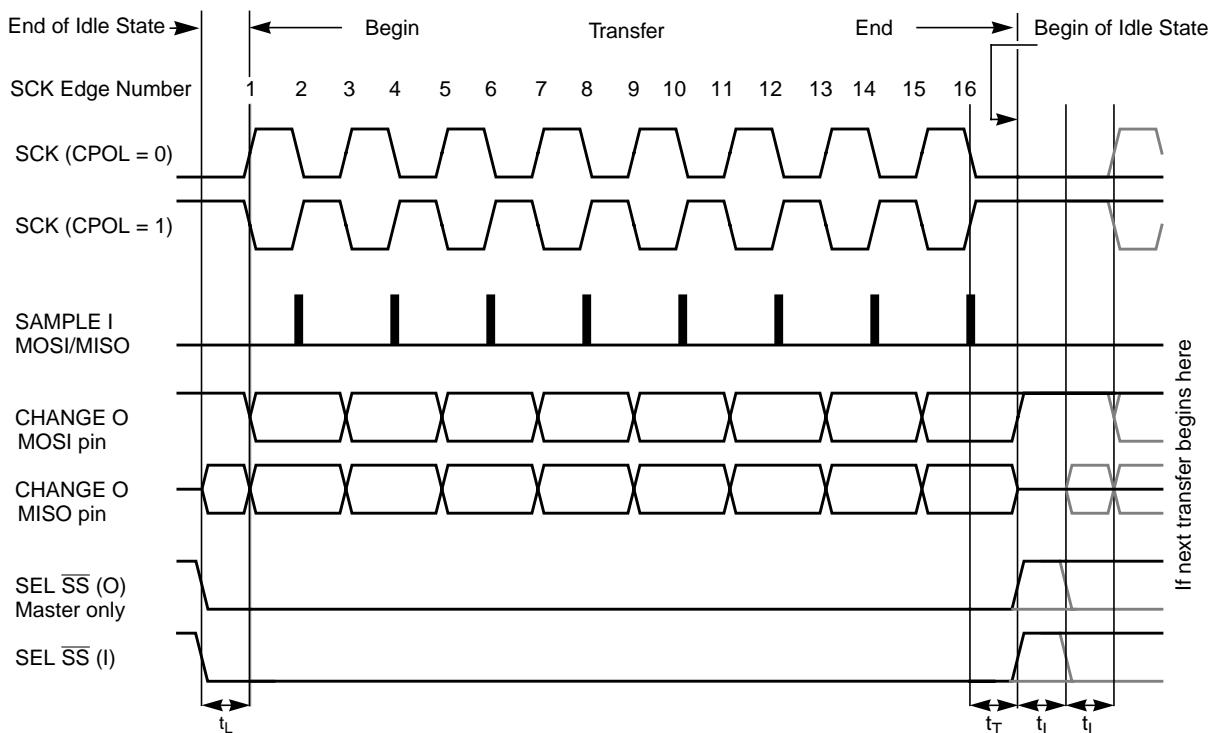 End of Idle State
Begin
Transfer
End
Begin of Idle State
SCK Edge Number
1 2 3 4 5 6 7 8 9 10 11 12 13 14 15 16
SCK (CPOL = 0)
SCK (CPOL = 1)
SAMPLE I
MOSI/MISO
CHANGE O
MOSI pin
CHANGE O
MISO pin
SEL S̅S̅ (O)
Master only
SEL S̅S̅ (I)
If next transfer begins here
tL
tT
tI
tL